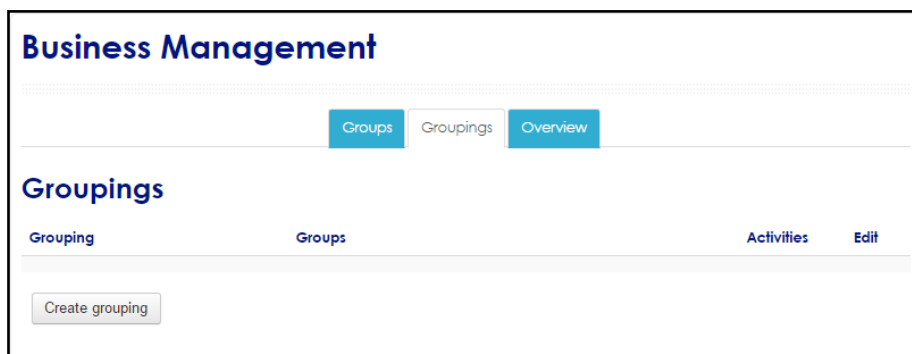 Business Management
Groups Groupings Overview
Groupings
Grouping Groups Activities Edit
Create grouping